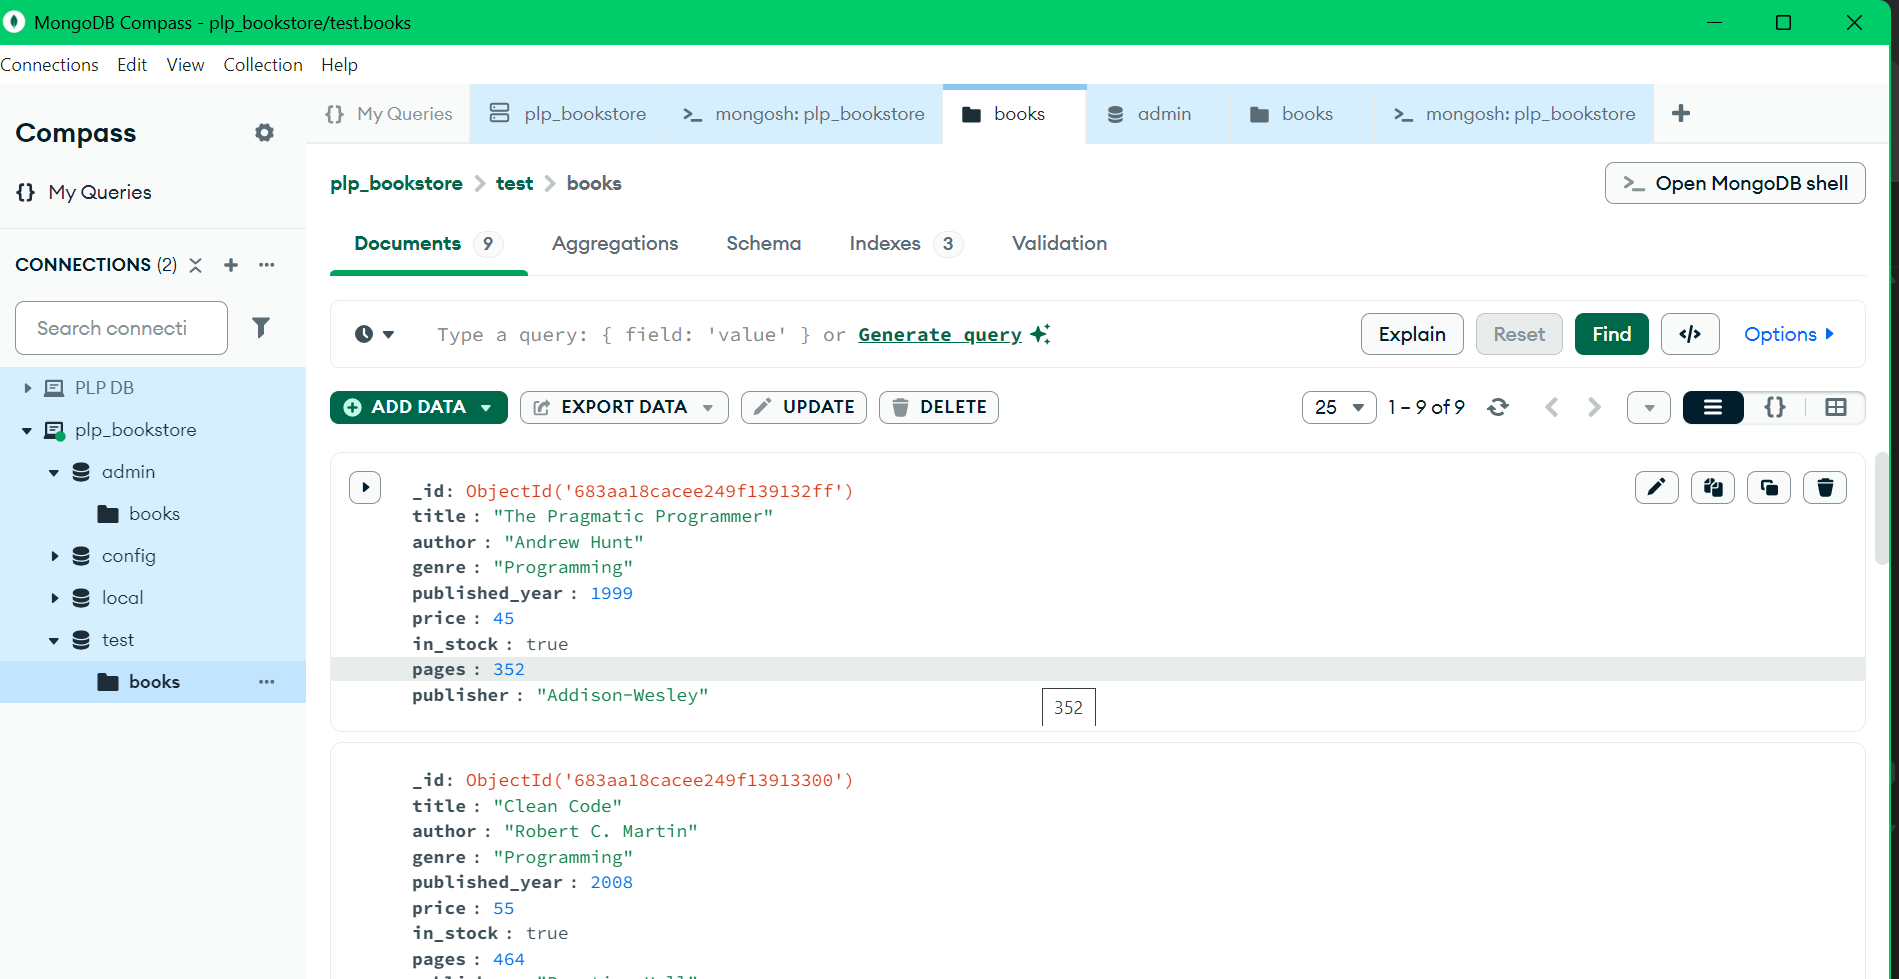 MongoDB Compass - plp_bookstore/test.books
Connections Edit View Collection Help
Compass
My Queries
CONNECTIONS (2)
Search connecti
PLP DB
plp_bookstore
admin
books
config
local
test
books
My Queries plp_bookstore mongosh: plp_bookstore books admin books mongosh: plp_bookstore
plp_bookstore > test > books
Open MongoDB shell
Documents 9 Aggregations Schema Indexes 3 Validation
Type a query: { field: 'value' } or Generate query
Explain Reset Find </> Options
ADD DATA EXPORT DATA UPDATE DELETE
25 1 – 9 of 9
_id: ObjectId('683aa18cacee249f139132ff')
title : "The Pragmatic Programmer"
author : "Andrew Hunt"
genre : "Programming"
published_year : 1999
price : 45
in_stock : true
pages : 352
publisher : "Addison-Wesley"
352
_id: ObjectId('683aa18cacee249f13913300')
title : "Clean Code"
author : "Robert C. Martin"
genre : "Programming"
published_year : 2008
price : 55
in_stock : true
pages : 464